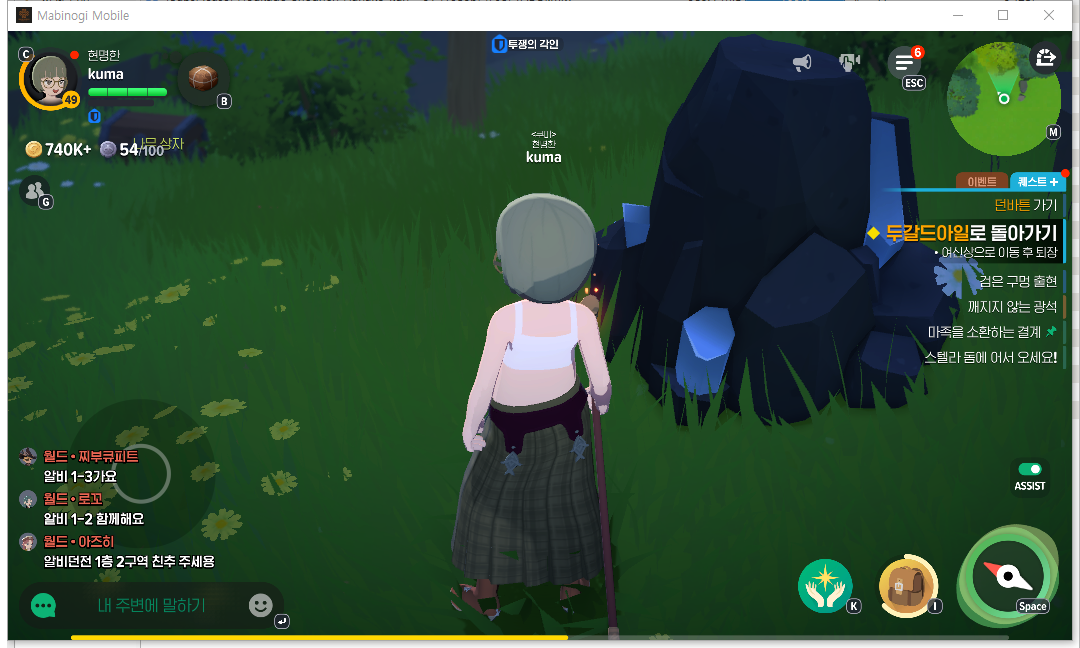 Mabinogi Mobile
C
현명한
kuma
49
B
투쟁의 각인
6
ESC
M
740K+
54/100
나무 상자
G
<쿠마>
현명한
kuma
이벤트
퀘스트 +
던바튼 가기
두갈드아일로 돌아가기
• 여신상으로 이동 후 퇴장
검은 구멍 출현
깨지지 않는 광석
마족을 소환하는 결계
스텔라 돔에 어서 오세요!
월드 • 찌부큐피트
알비 1-3가요
월드 • 로꼬
알비 1-2 함께해요
월드 • 아즈히
알비던전 1층 2구역 친추 주세용
내 주변에 말하기
ASSIST
K
I
Space